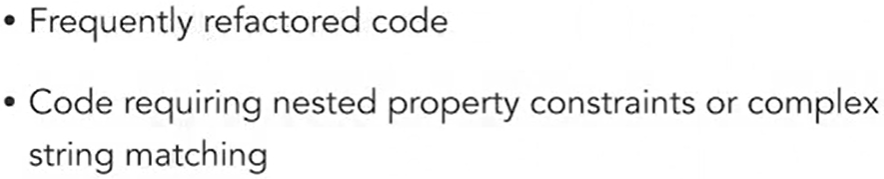 • Frequently refactored code
• Code requiring nested property constraints or complex
string matching